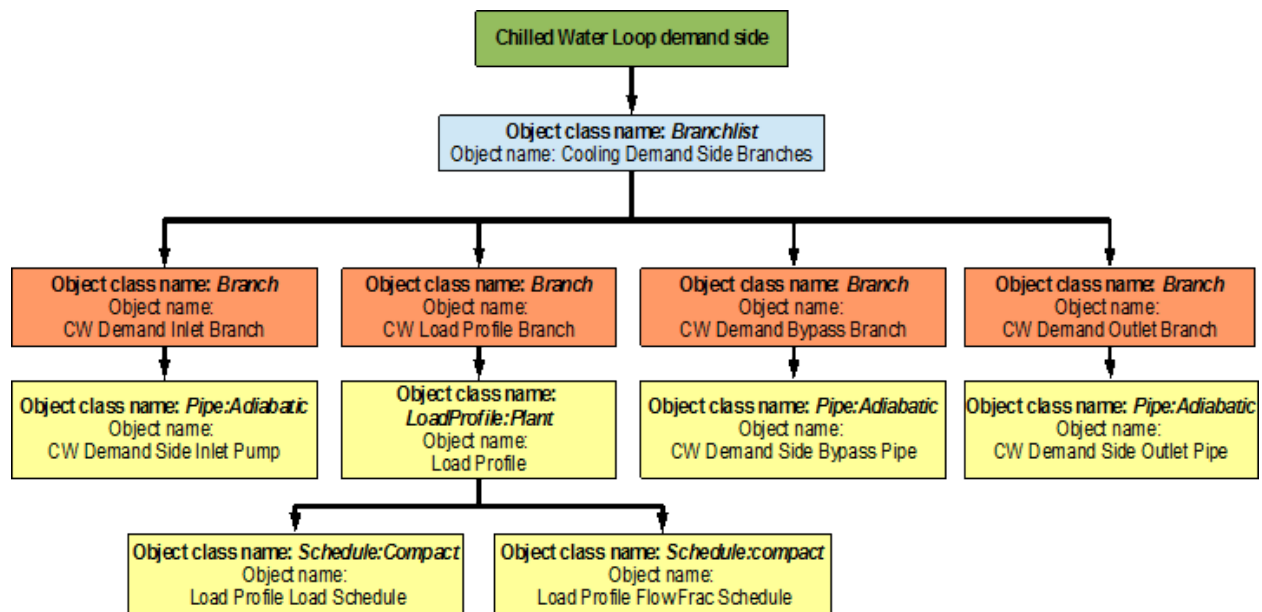 Chilled Water Loop demand side
Object class name: Branchlist
Object name: Cooling Demand Side Branches
Object class name: Branch
Object name:
CW Demand Inlet Branch
Object class name: Branch
Object name:
CW Load Profile Branch
Object class name: Branch
Object name:
CW Demand Bypass Branch
Object class name: Branch
Object name:
CW Demand Outlet Branch
Object class name: Pipe:Adiabatic
Object name:
CW Demand Side Inlet Pump
Object class name:
LoadProfile:Plant
Object name:
Load Profile
Object class name: Pipe:Adiabatic
Object name:
CW Demand Side Bypass Pipe
Object class name: Pipe:Adiabatic
Object name:
CW Demand Side Outlet Pipe
Object class name: Schedule:Compact
Object name:
Load Profile Load Schedule
Object class name: Schedule:compact
Object name:
Load Profile FlowFrac Schedule